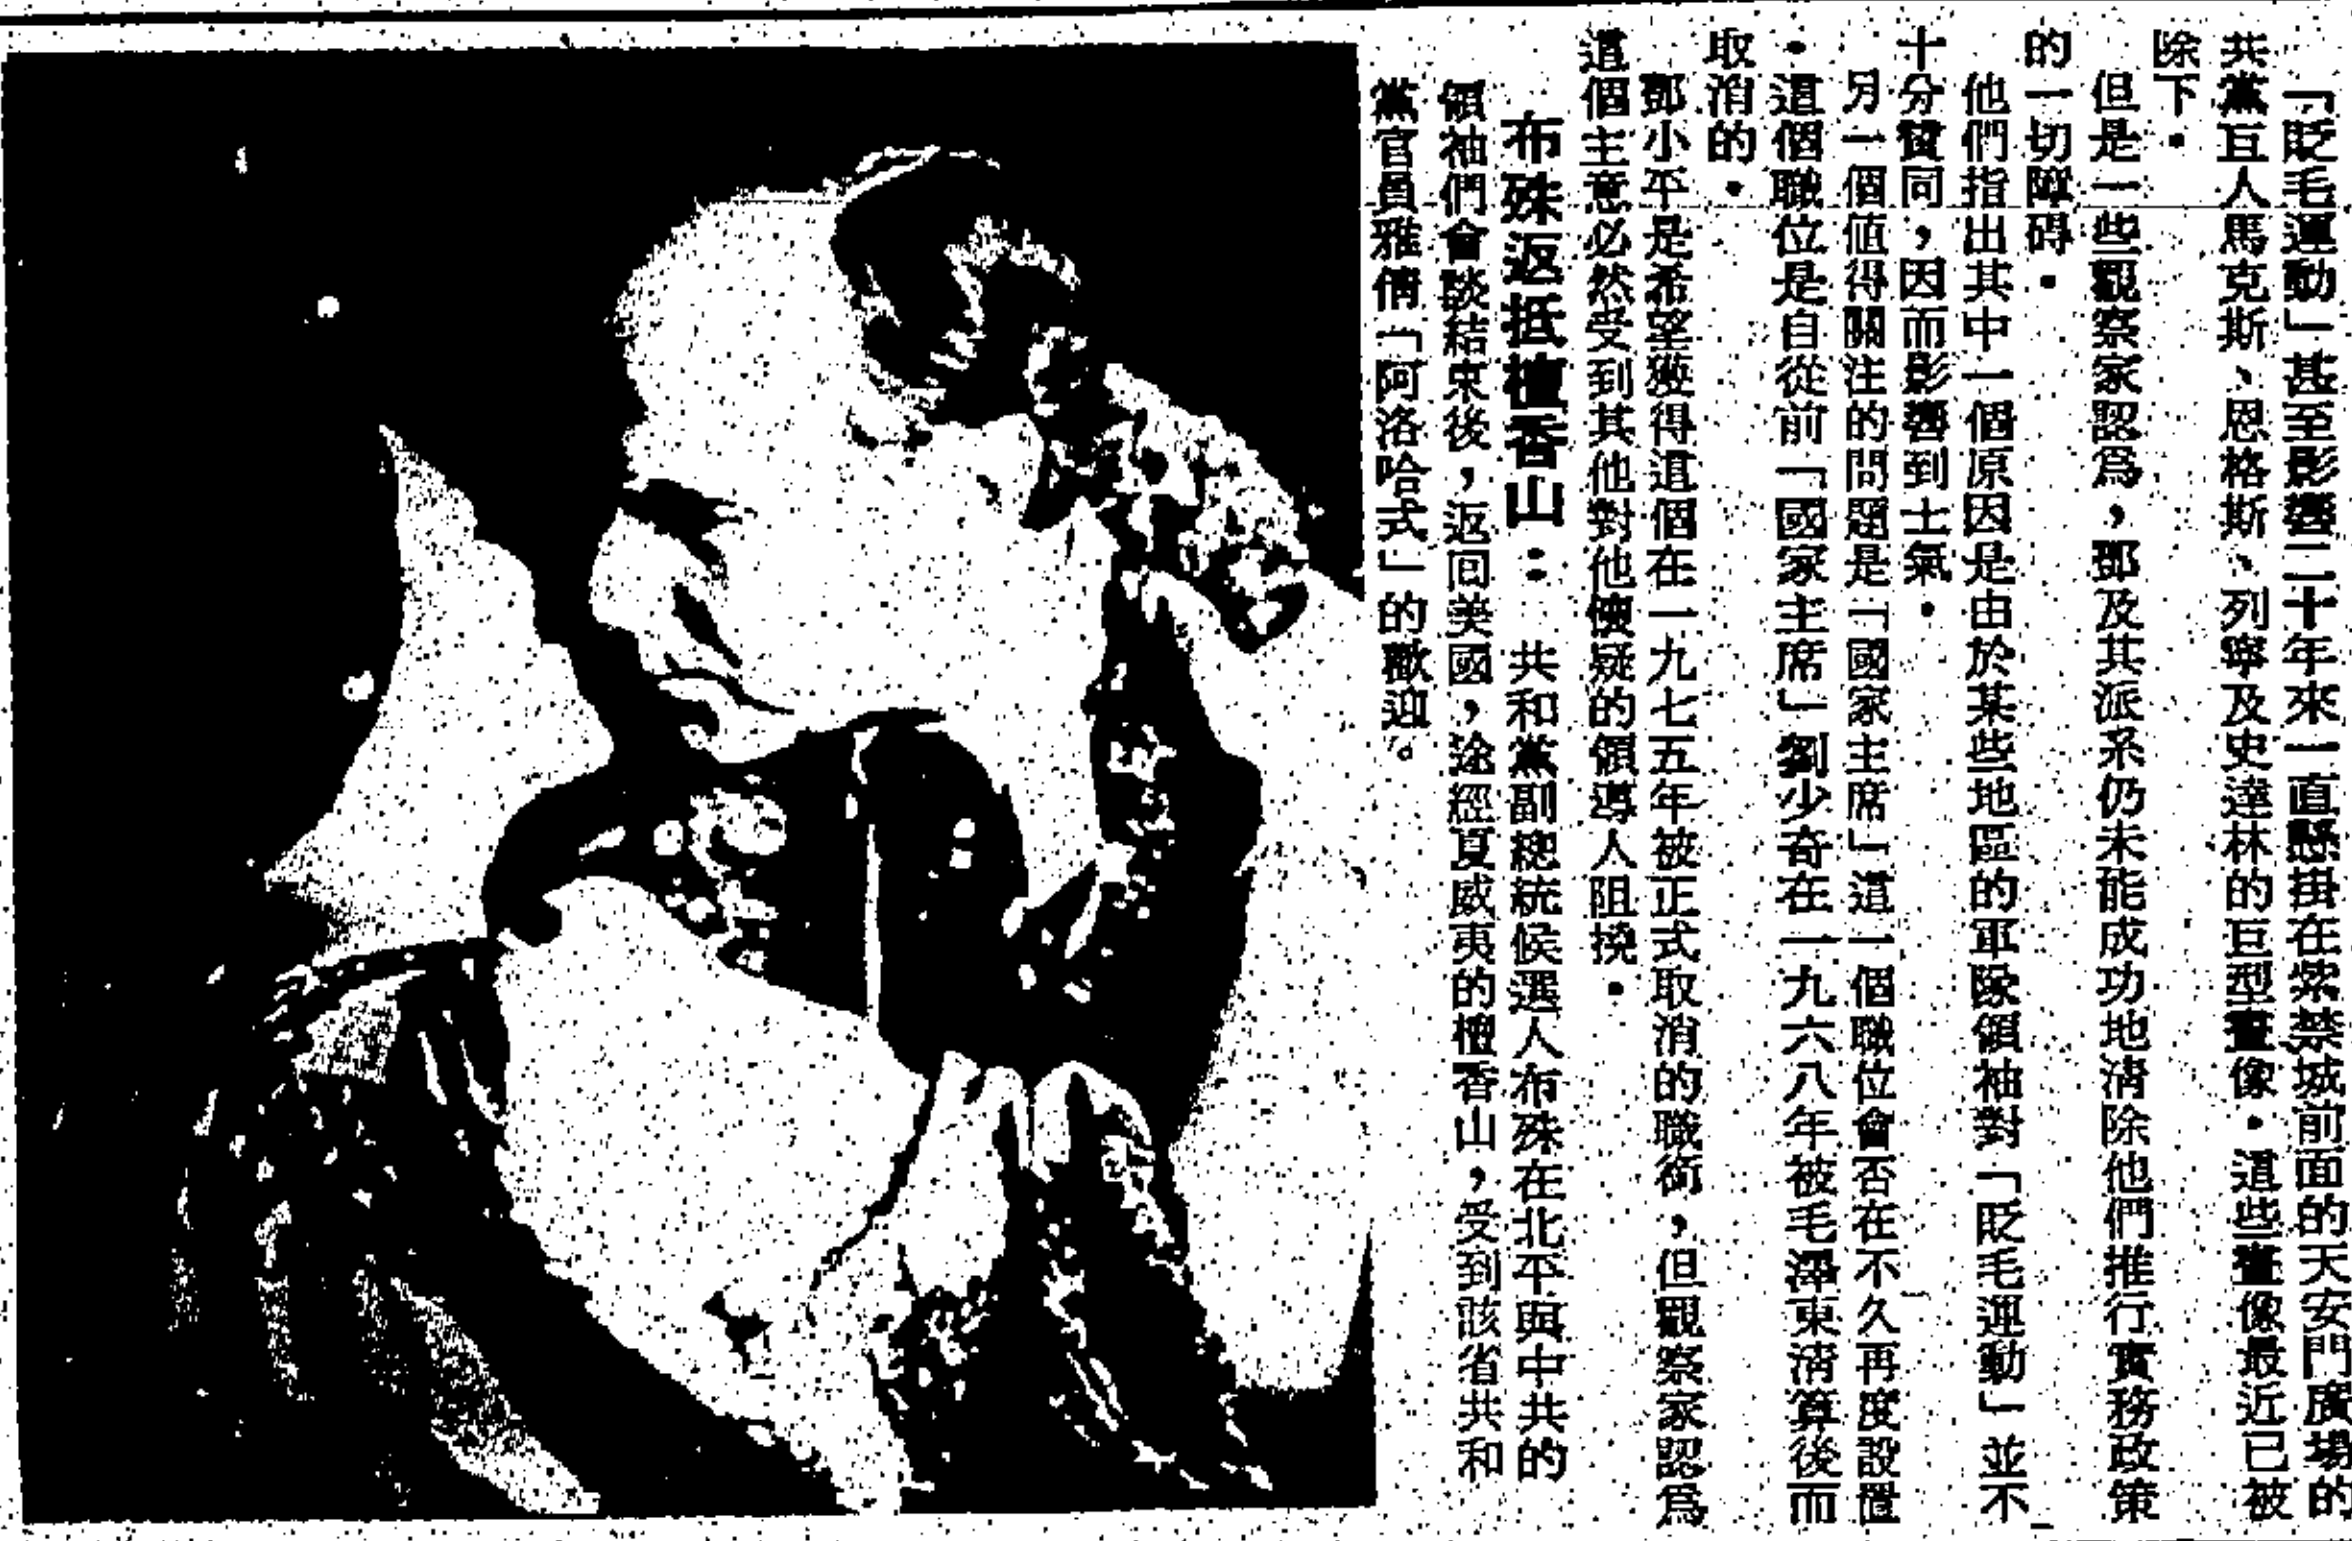 「貶毛運動」甚至影響二十年來一直懸掛在紫禁城前面的天安門廣場的
共黨巨人馬克斯、恩格斯、列寧及史達林的巨型畫像・這些畫像最近已被
除下・
但是一些觀察家認爲，鄧及其派系仍未能成功地清除他們推行實務政策
的一切障碍・
他們指出其中一個原因是由於某些地區的軍隊領袖對「貶毛運動」並不
十分贊同，因而影響到士氣・
另一個值得關注的問題是「國家主席」這一個職位會否在不久再度設置
・這個職位是自從前「國家主席」劉少奇在一九六八年被毛澤東清算後而
取消的・
鄧小平是希望獲得這個在一九七五年被正式取消的職銜，但觀察家認爲
這個主意必然受到其他對他懷疑的領導人阻撓・
布殊返抵檀香山：共和黨副總統候選人布殊在北平與中共的
領袖們會談結束後，返回美國，途經夏威夷的檀香山，受到該省共和
黨官員雅倩「阿洛哈式」的歡迎。